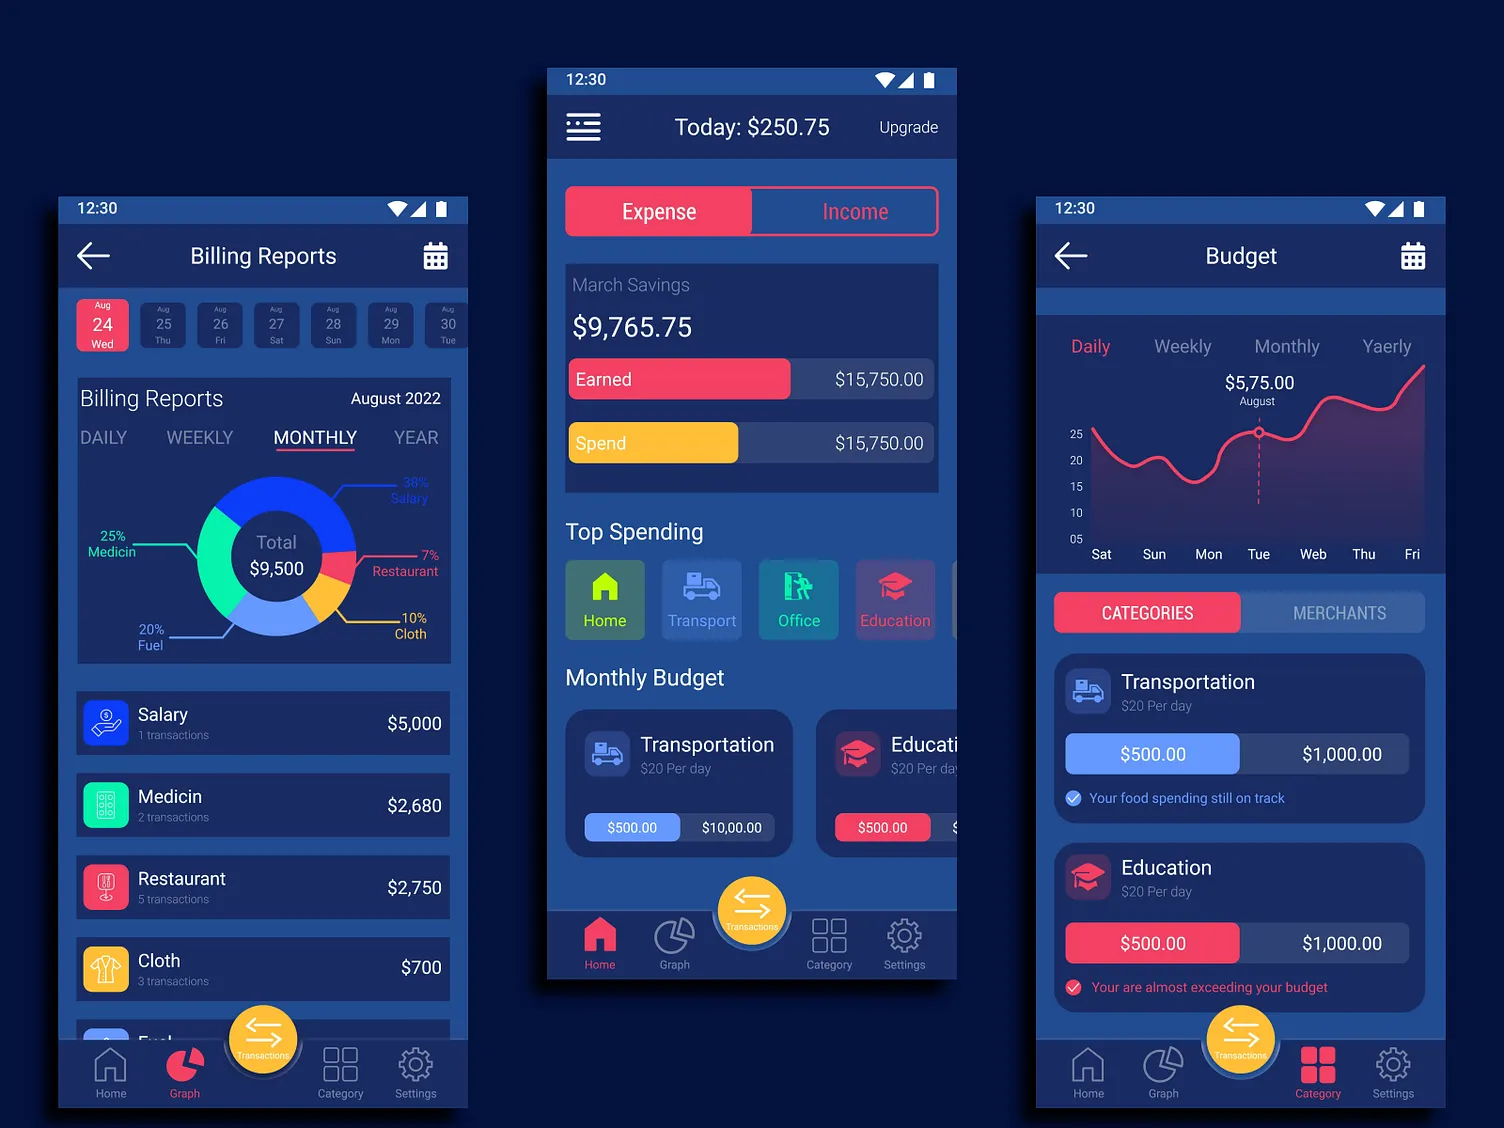 12:30
Billing Reports
Aug Aug Aug Aug Aug Aug Aug
24 25 26 27 28 29 30
Wed Thu Fri Sat Sun Mon Tue
Billing Reports August 2022
DAILY WEEKLY MONTHLY YEAR
38%
Salary
25%
Medicin
Total
$9,500
7%
Restaurant
10%
Cloth
20%
Fuel
Salary $5,000
1 transactions
Medicin $2,680
2 transactions
Restaurant $2,750
5 transactions
Cloth $700
3 transactions
Fuel
Transactions
Home Graph Category Settings
12:30
Today: $250.75 Upgrade
Expense Income
March Savings
$9,765.75
Earned $15,750.00
Spend $15,750.00
Top Spending
Home Transport Office Education
Monthly Budget
Transportation Educati
$20 Per day $20 Per da
$500.00 $10,00.00 $500.00 $
Transactions
Home Graph Category Settings
12:30
Budget
Daily Weekly Monthly Yaerly
$5,75.00
August
25
20
15
10
05
Sat Sun Mon Tue Web Thu Fri
CATEGORIES MERCHANTS
Transportation
$20 Per day
$500.00 $1,000.00
Your food spending still on track
Education
$20 Per day
$500.00 $1,000.00
Your are almost exceeding your budget
Transactions
Home Graph Category Settings